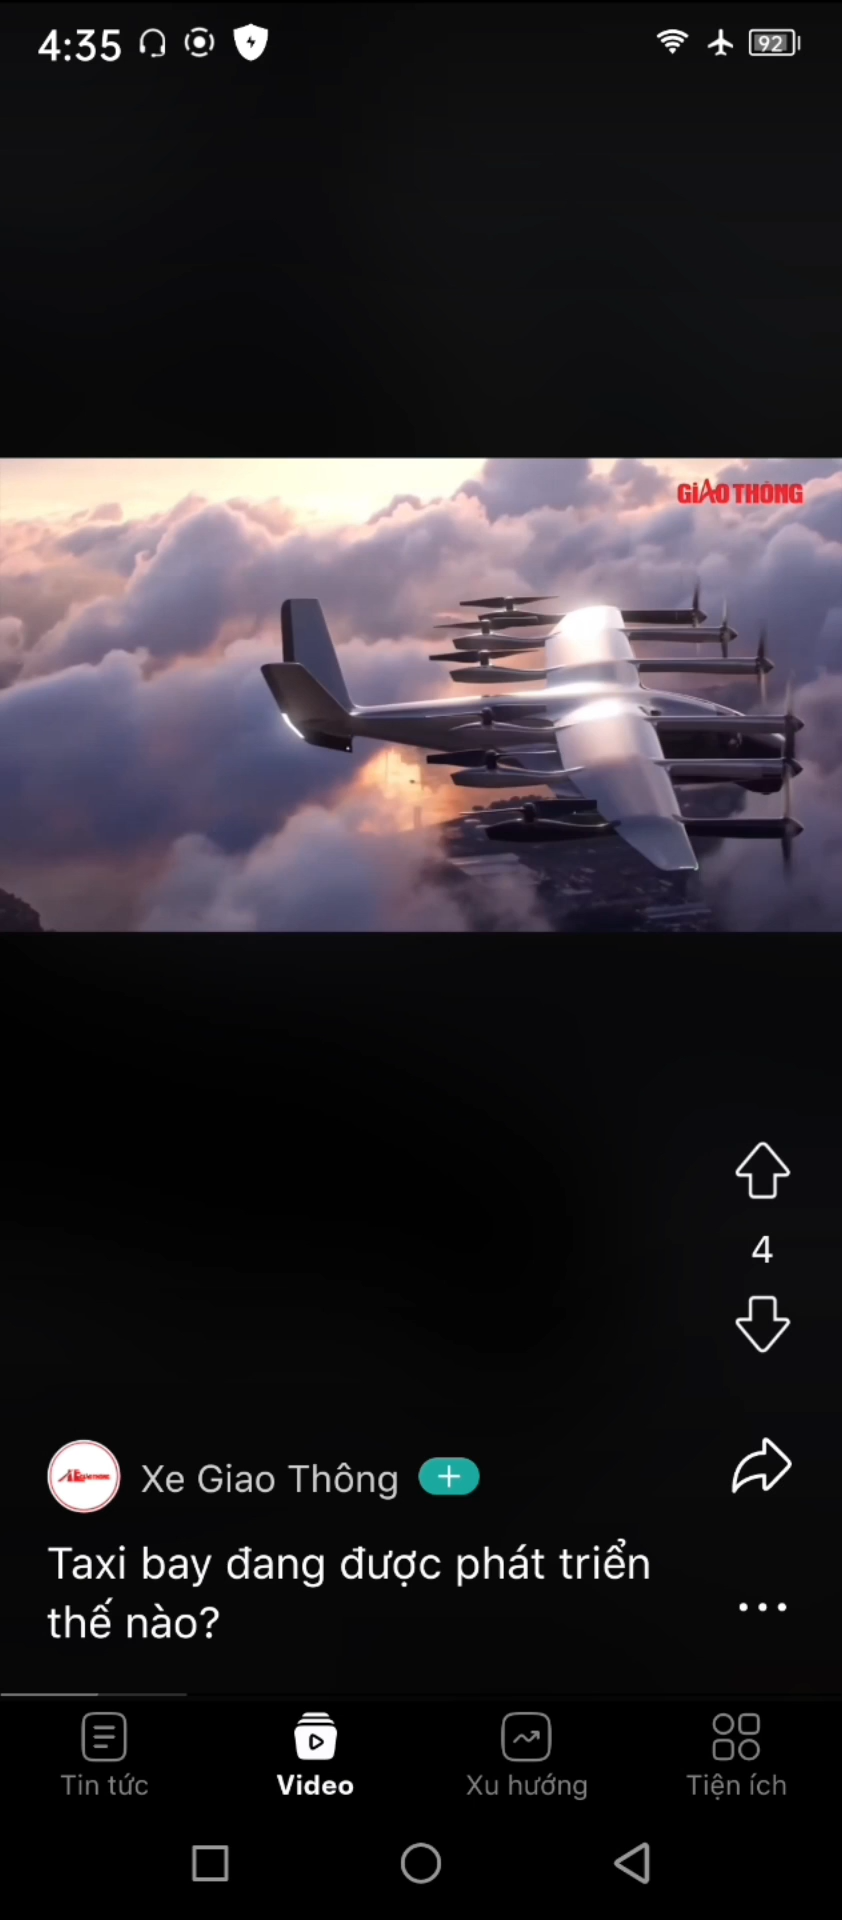 4:35
92
GIAO THÔNG
Xe Giao Thông
4
Taxi bay đang được phát triển
thế nào?
Tin tức
Video
Xu hướng
Tiện ích